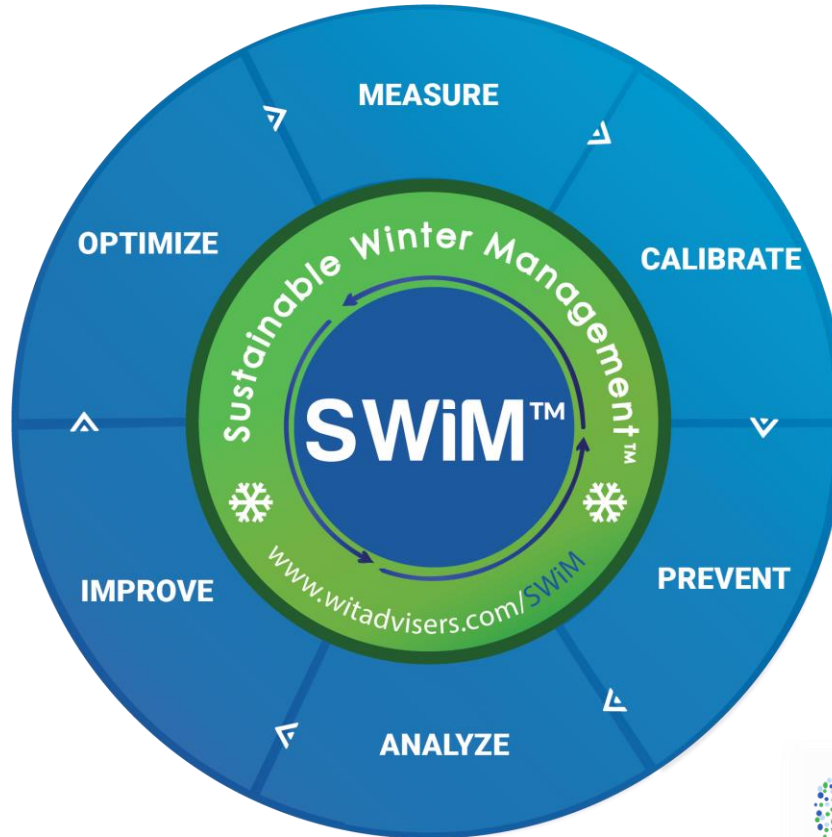 MEASURE
CALIBRATE
PREVENT
ANALYZE
IMPROVE
OPTIMIZE
Sustainable Winter Management™
SWiM™
www.witadvisers.com/SWiM